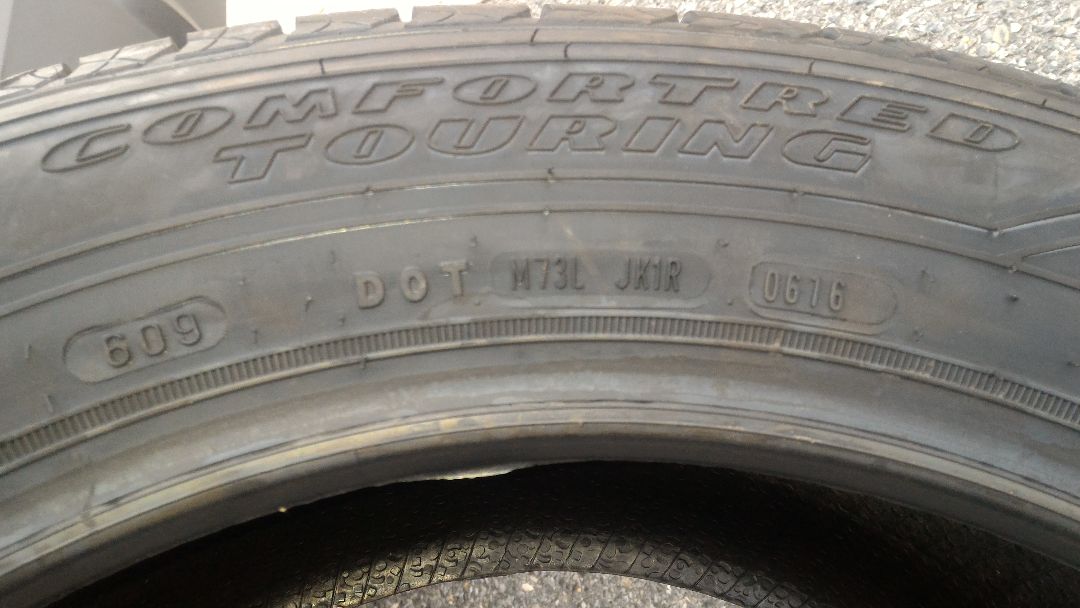 COMFORTRED
TOURING
609 DOT M73L JK1R 0616